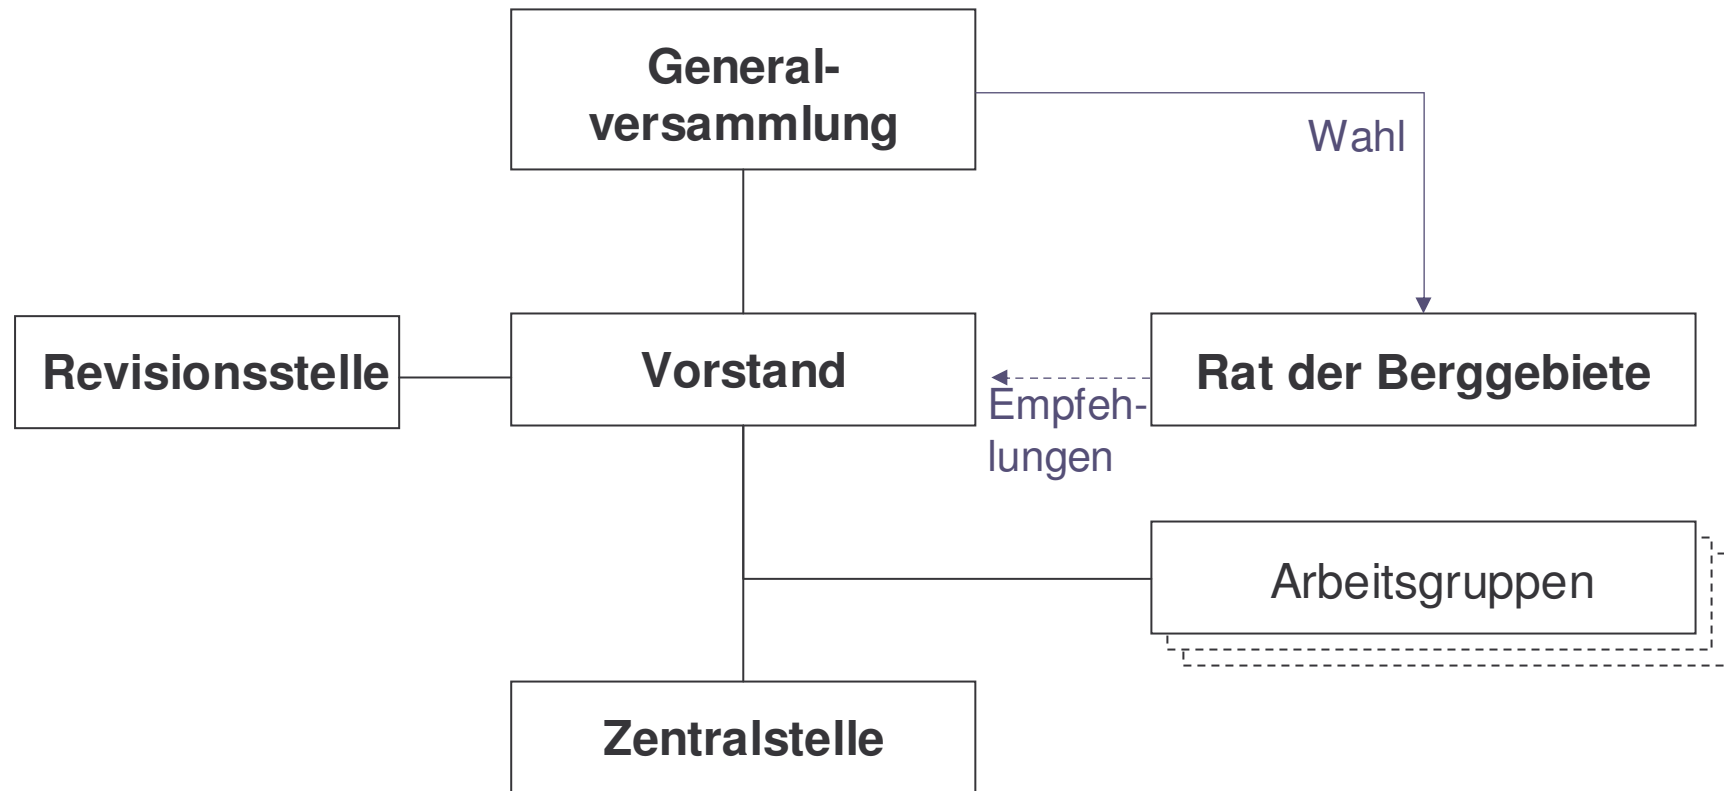 General-
versammlung
Wahl
Revisionsstelle
Vorstand
Rat der Berggebiete
Empfeh-
lungen
Arbeitsgruppen
Zentralstelle